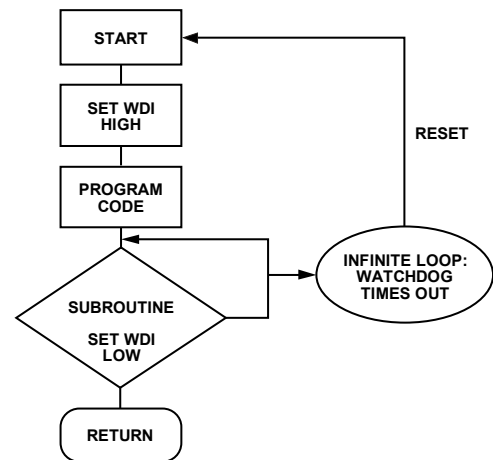 START
SET WDI
HIGH
PROGRAM
CODE
SUBROUTINE
SET WDI
LOW
RETURN
RESET
INFINITE LOOP:
WATCHDOG
TIMES OUT